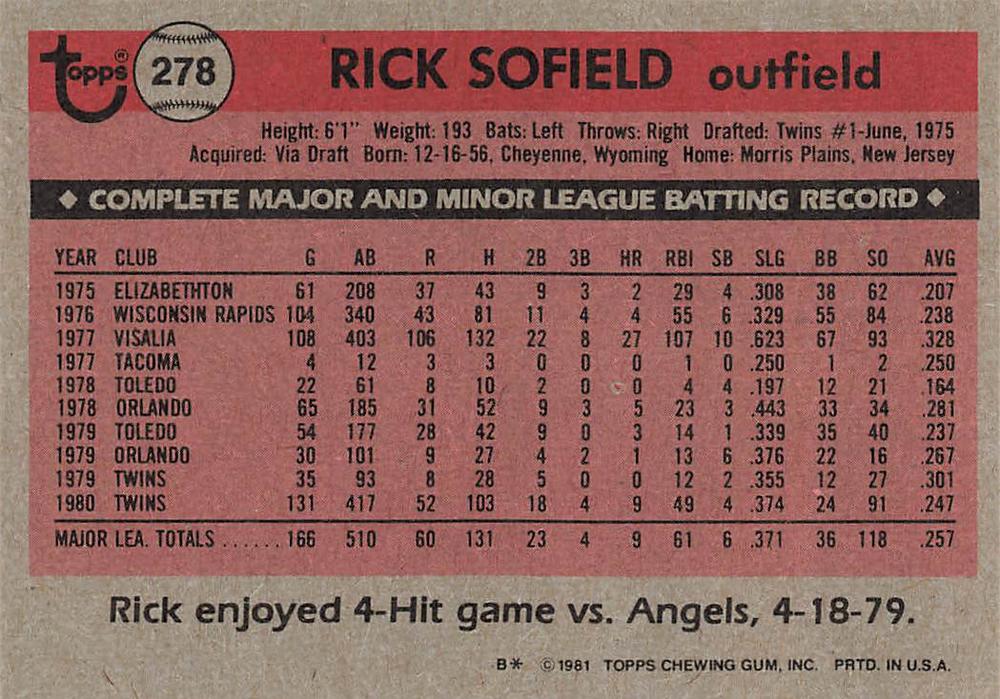 Topps® 278 RICK SOFIELD outfield
Height: 6'1" Weight: 193 Bats: Left Throws: Right Drafted: Twins #1-June, 1975
Acquired: Via Draft Born: 12-16-56, Cheyenne, Wyoming Home: Morris Plains, New Jersey
◆ COMPLETE MAJOR AND MINOR LEAGUE BATTING RECORD ◆
YEAR CLUB G AB R H 2B 3B HR RBI SB SLG BB SO AVG
1975 ELIZABETHTON 61 208 37 43 9 3 2 29 4 .308 38 62 .207
1976 WISCONSIN RAPIDS 104 340 43 81 11 4 4 55 6 .329 55 84 .238
1977 VISALIA 108 403 106 132 22 8 27 107 10 .623 67 93 .328
1977 TACOMA 4 12 3 3 0 0 0 1 0 .250 1 2 .250
1978 TOLEDO 22 61 8 10 2 0 0 4 4 .197 12 21 .164
1978 ORLANDO 65 185 31 52 9 3 5 23 3 .443 33 34 .281
1979 TOLEDO 54 177 28 42 9 0 3 14 1 .339 35 40 .237
1979 ORLANDO 30 101 9 27 4 2 1 13 6 .376 22 16 .267
1979 TWINS 35 93 8 28 5 0 0 12 2 .355 12 27 .301
1980 TWINS 131 417 52 103 18 4 9 49 4 .374 24 91 .247
MAJOR LEA. TOTALS ...... 166 510 60 131 23 4 9 61 6 .371 36 118 .257
Rick enjoyed 4-Hit game vs. Angels, 4-18-79.
B* ©1981 TOPPS CHEWING GUM, INC. PRTD. IN U.S.A.